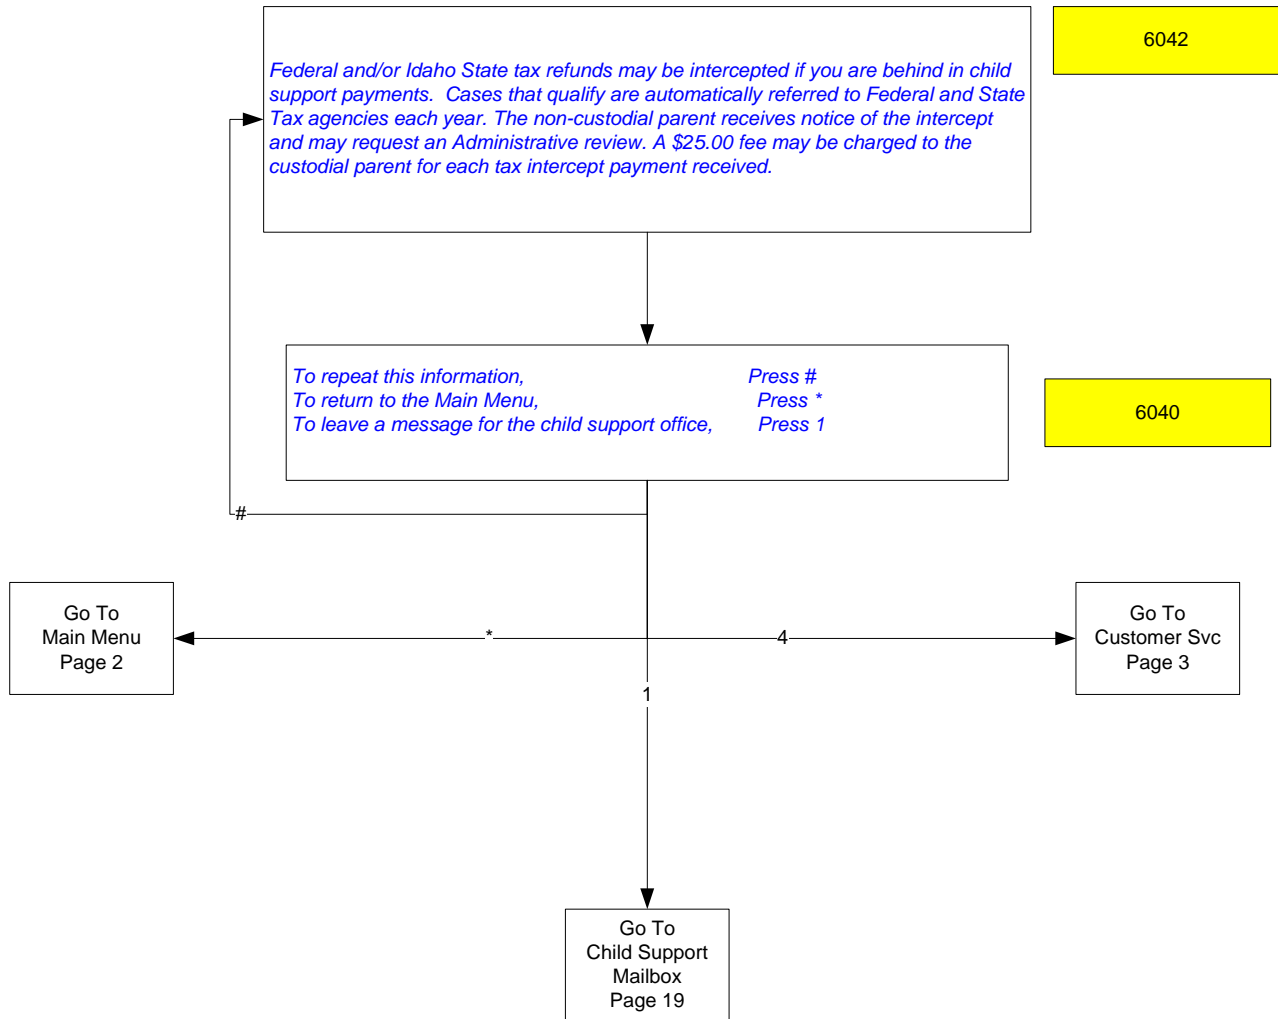 6042
Federal and/or Idaho State tax refunds may be intercepted if you are behind in child
support payments.  Cases that qualify are automatically referred to Federal and State
Tax agencies each year. The non-custodial parent receives notice of the intercept
and may request an Administrative review. A $25.00 fee may be charged to the
custodial parent for each tax intercept payment received.
To repeat this information, Press #
To return to the Main Menu, Press *
To leave a message for the child support office, Press 1
6040
#
Go To
Main Menu
Page 2
*
4
Go To
Customer Svc
Page 3
1
Go To
Child Support
Mailbox
Page 19